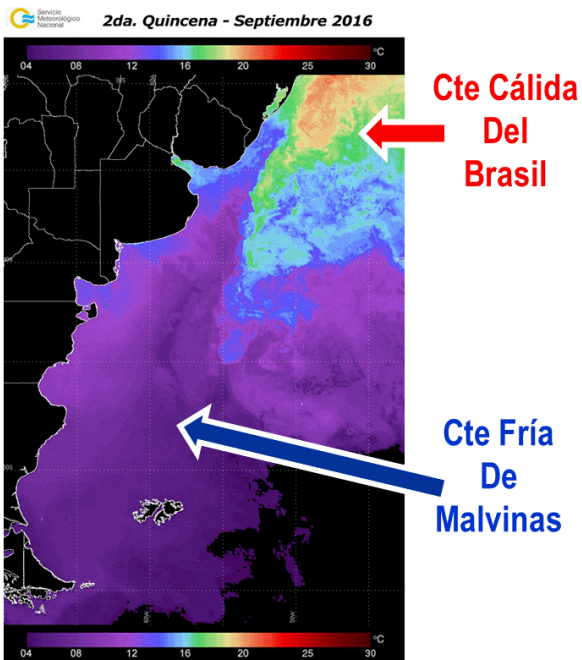 Servicio
Meteorológico
Nacional
2da. Quincena - Septiembre 2016
°C
04 08 12 16 20 25 30
Cte Cálida
Del
Brasil
Cte Fría
De
Malvinas
°C
04 08 12 16 20 25 30